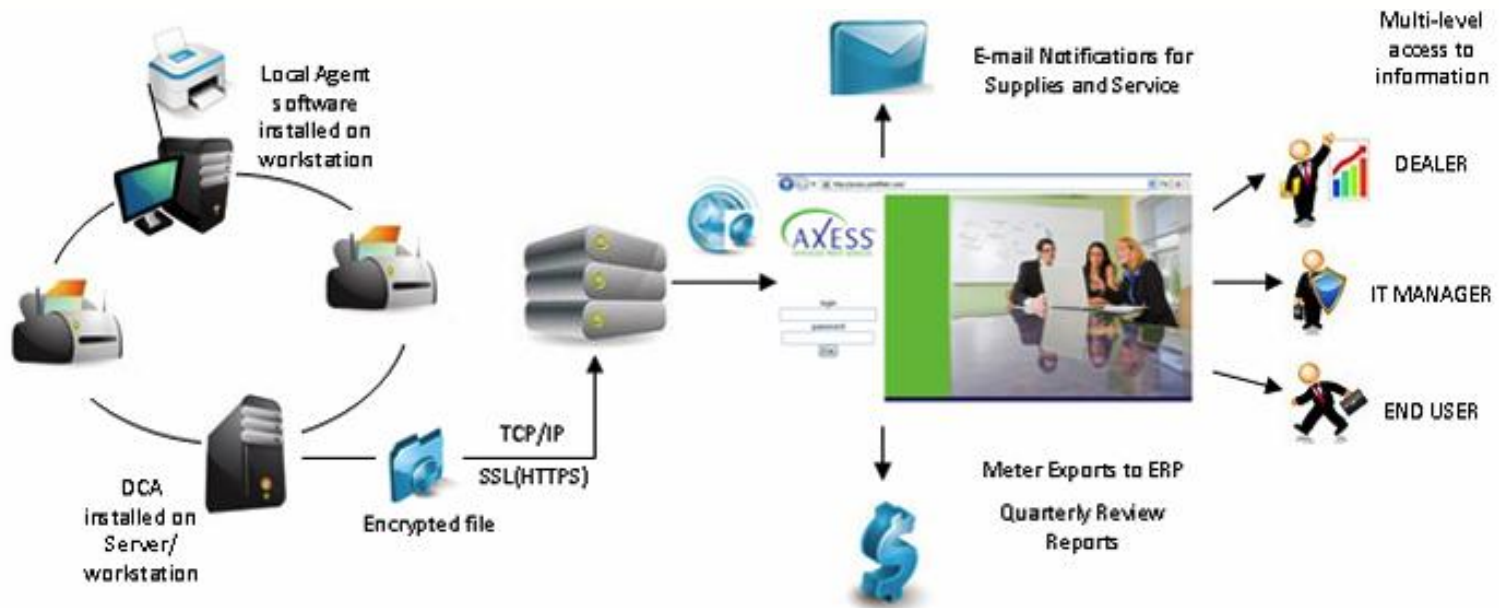 Local Agent
software
installed on
workstation
DCA
installed on
Server/
workstation
Encrypted file
TCP/IP
SSL(HTTPS)
E-mail Notifications for
Supplies and Service
AXESS
login
password
Meter Exports to ERP
Quarterly Review
Reports
Multi-level
access to
information
DEALER
IT MANAGER
END USER